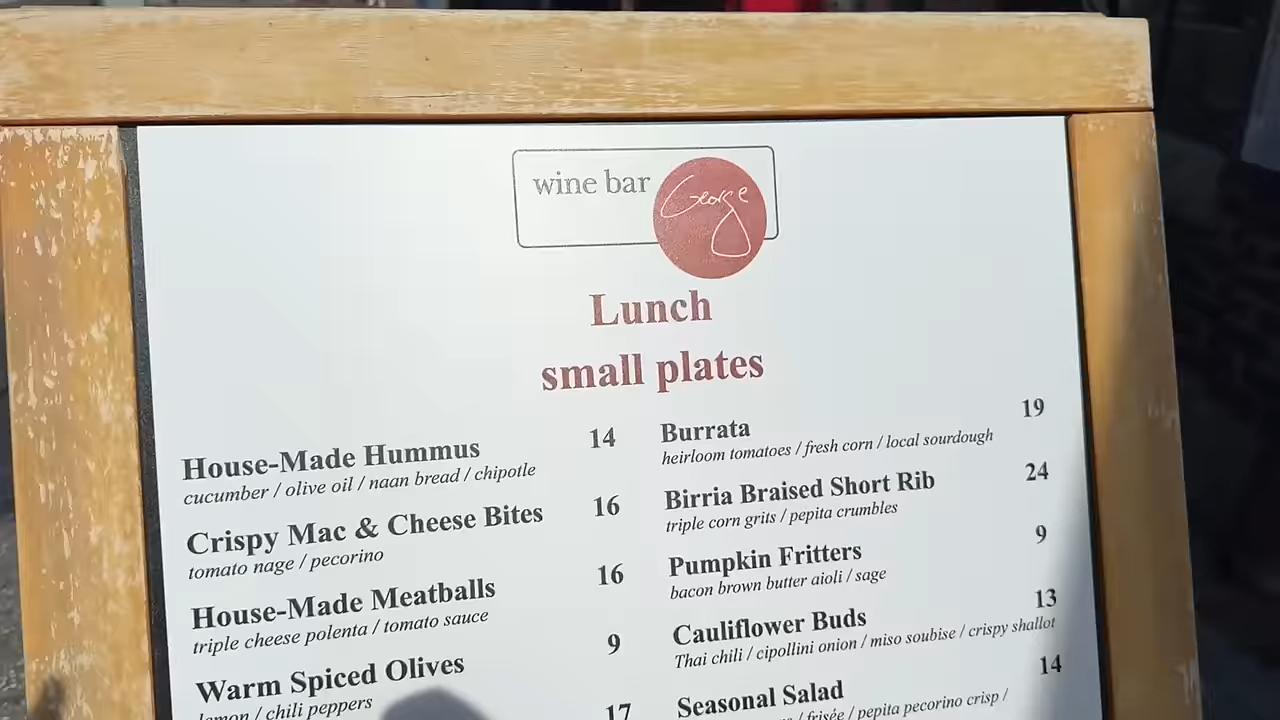 wine bar George
Lunch
small plates
House-Made Hummus 14
cucumber / olive oil / naan bread / chipotle
Crispy Mac & Cheese Bites 16
tomato nage / pecorino
House-Made Meatballs 16
triple cheese polenta / tomato sauce
Warm Spiced Olives 9
lemon / chili peppers
17
Burrata 19
heirloom tomatoes / fresh corn / local sourdough
Birria Braised Short Rib 24
triple corn grits / pepita crumbles
Pumpkin Fritters 9
bacon brown butter aioli / sage
Cauliflower Buds 13
Thai chili / cipollini onion / miso soubise / crispy shallot
Seasonal Salad 14
/ frisée / pepita pecorino crisp /